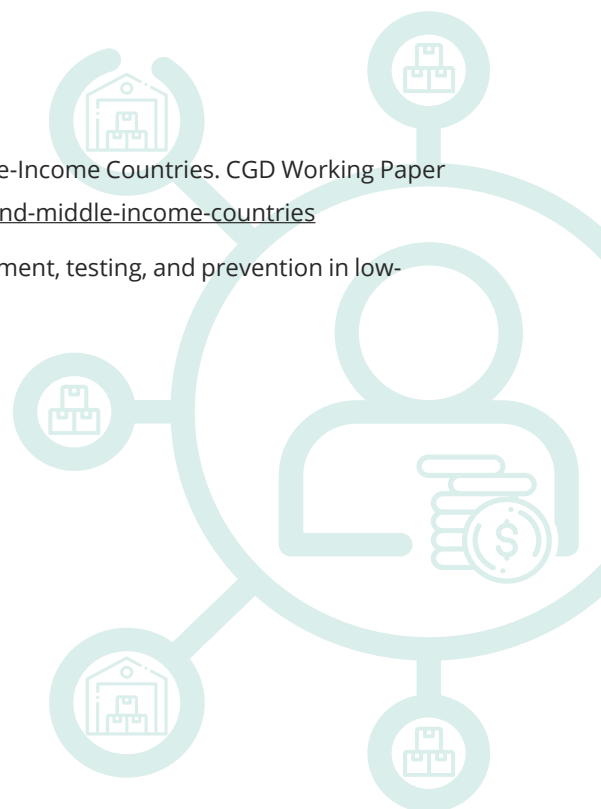 e-Income Countries. CGD Working Paper
nd-middle-income-countries
ment, testing, and prevention in low-
$